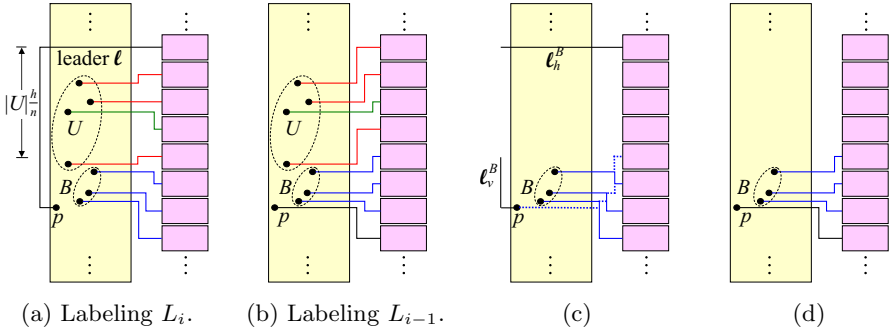 leader ℓ
|U| h/n
U
B
p
(a) Labeling L_i.
U
B
p
(b) Labeling L_{i−1}.
ℓ_h^B
ℓ_v^B
B
p
(c)
B
p
(d)